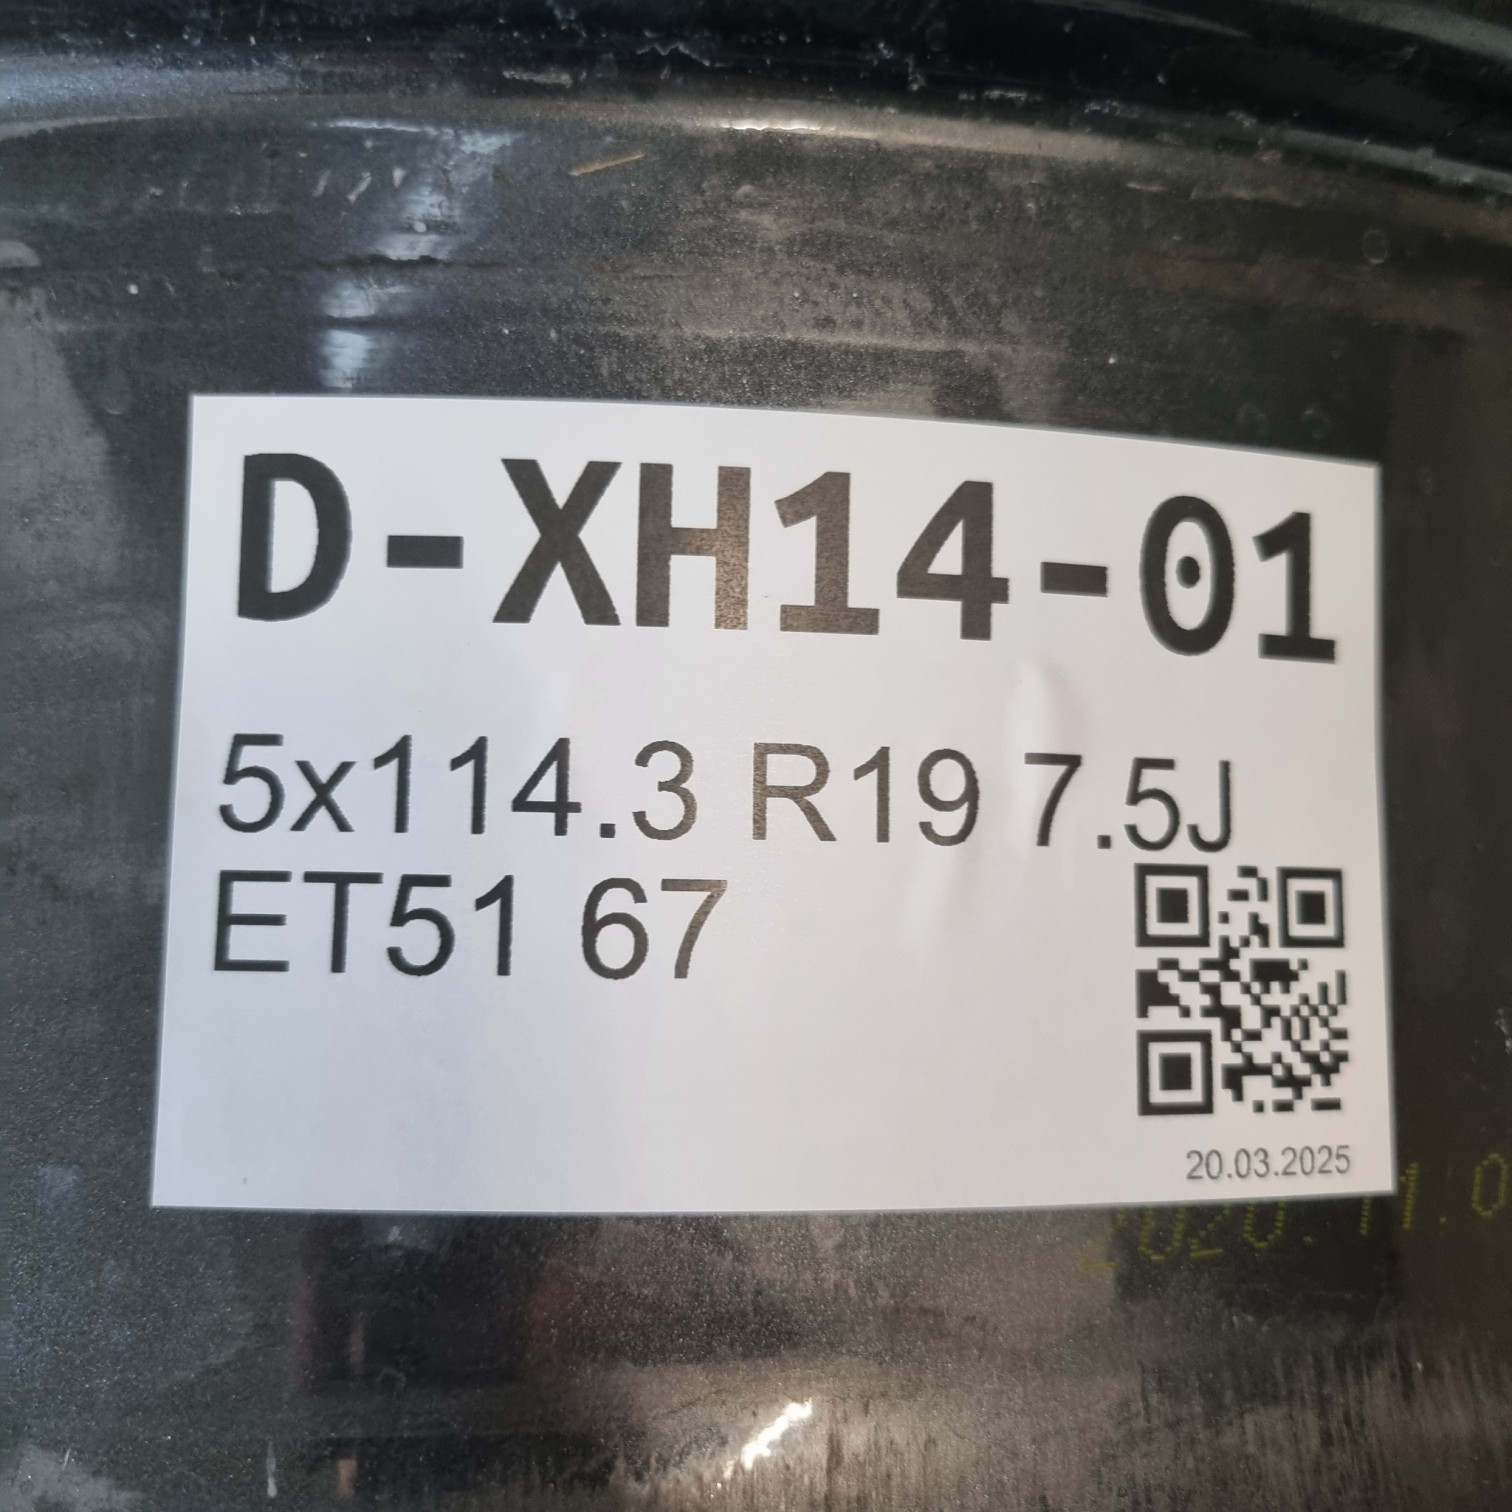 D-XH14-01
5x114.3 R19 7.5J
ET51 67
20.03.2025